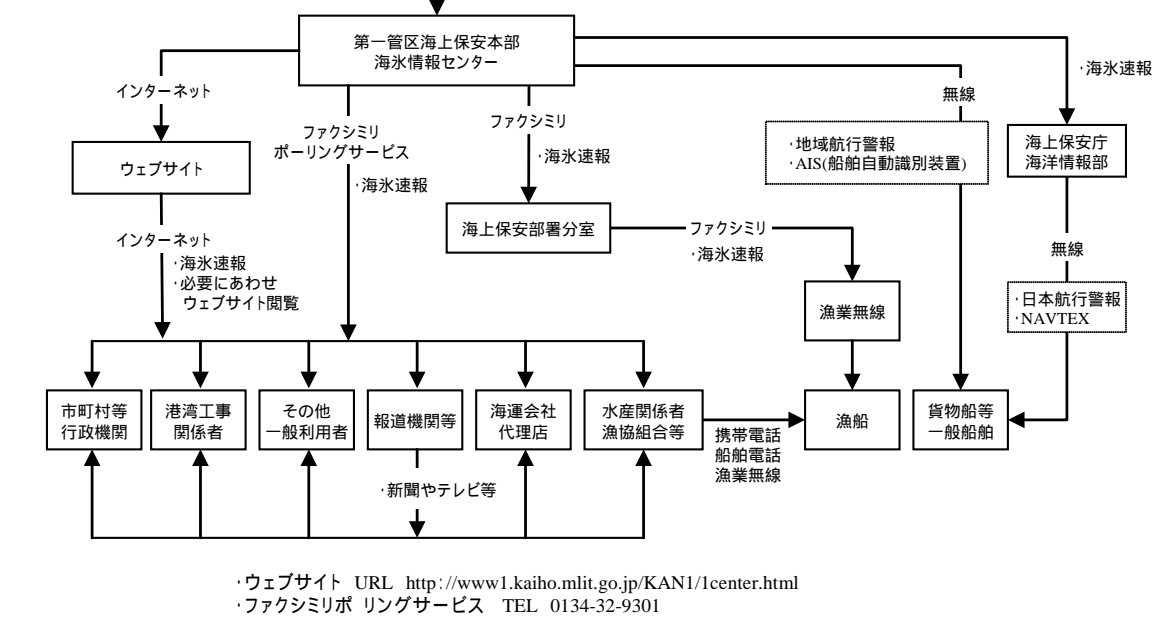 第一管区海上保安本部
海氷情報センター
インターネット
ウェブサイト
インターネット
・海氷速報
・必要にあわせ
ウェブサイト閲覧
ファクシミリ
ポーリングサービス
・海氷速報
ファクシミリ
・海氷速報
海上保安部署分室
ファクシミリ
・海氷速報
漁業無線
無線
・地域航行警報
・AIS(船舶自動識別装置)
・海氷速報
海上保安庁
海洋情報部
無線
・日本航行警報
・NAVTEX
市町村等
行政機関
港湾工事
関係者
その他
一般利用者
報道機関等
海運会社
代理店
水産関係者
漁協組合等
携帯電話
船舶電話
漁業無線
漁船
貨物船等
一般船舶
・新聞やテレビ等
・ウェブサイト URL http://www1.kaiho.mlit.go.jp/KAN1/1center.html
・ファクシミリポ リングサービス TEL 0134-32-9301